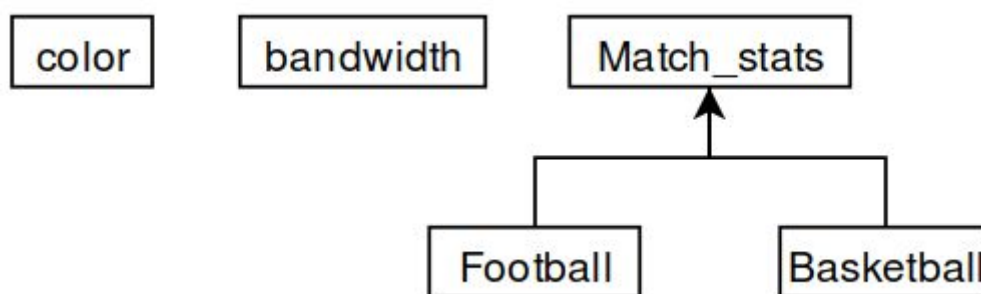 color
bandwidth
Match_stats
Football
Basketball